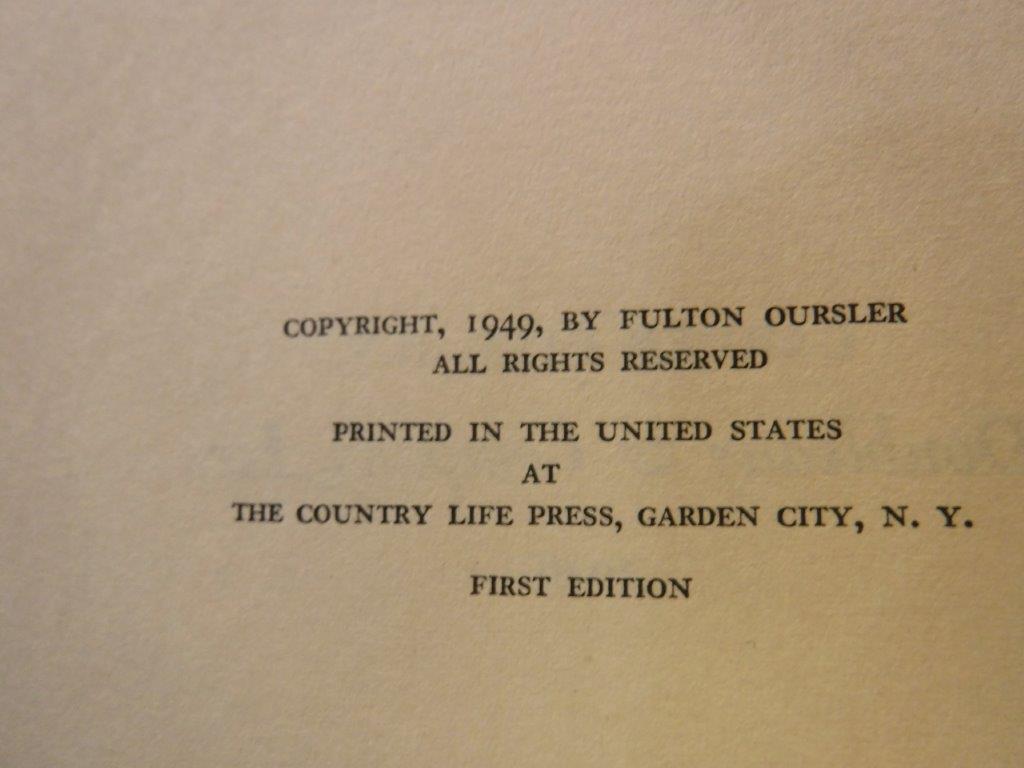 COPYRIGHT, 1949, BY FULTON OURSLER
ALL RIGHTS RESERVED
PRINTED IN THE UNITED STATES
AT
THE COUNTRY LIFE PRESS, GARDEN CITY, N. Y.
FIRST EDITION